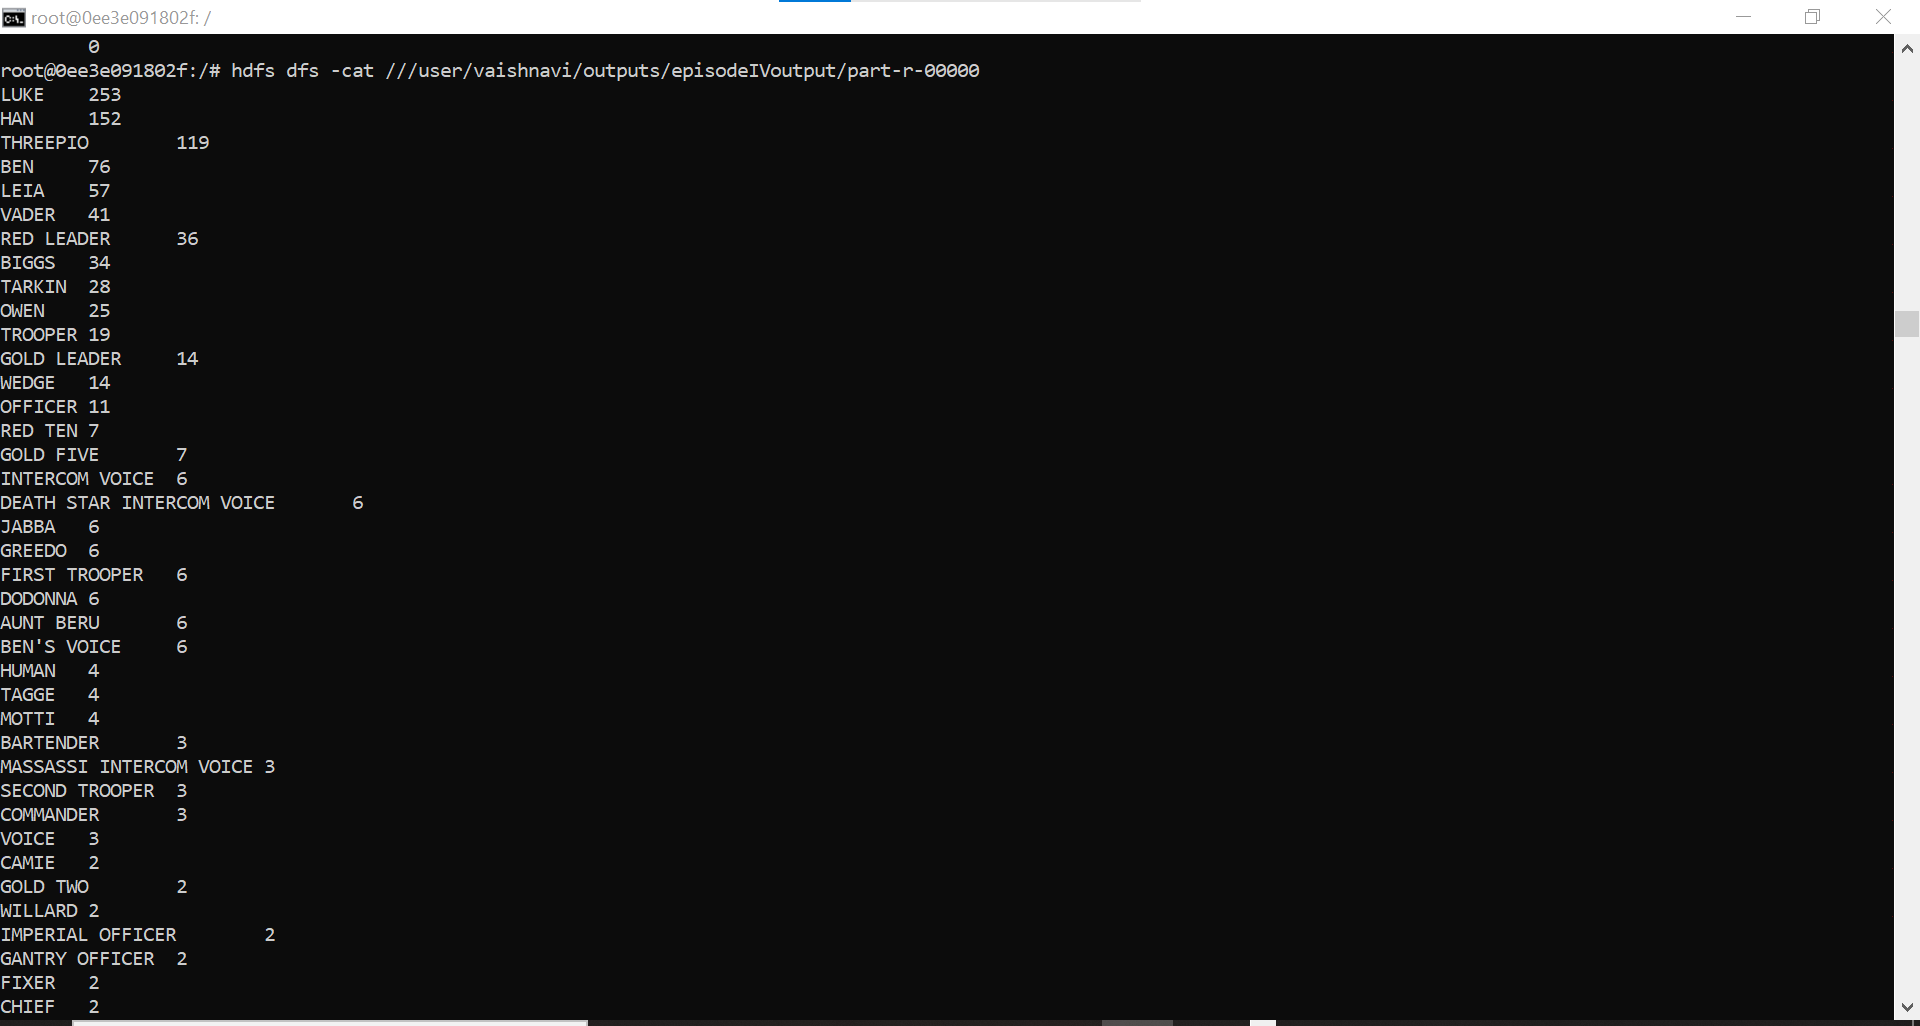 root@0ee3e091802f: /
0
root@0ee3e091802f:/# hdfs dfs -cat ///user/vaishnavi/outputs/episodeIVoutput/part-r-00000
LUKE    253
HAN     152
THREEPIO        119
BEN     76
LEIA    57
VADER   41
RED LEADER      36
BIGGS   34
TARKIN  28
OWEN    25
TROOPER 19
GOLD LEADER     14
WEDGE   14
OFFICER 11
RED TEN 7
GOLD FIVE       7
INTERCOM VOICE  6
DEATH STAR INTERCOM VOICE       6
JABBA   6
GREEDO  6
FIRST TROOPER   6
DODONNA 6
AUNT BERU       6
BEN'S VOICE     6
HUMAN   4
TAGGE   4
MOTTI   4
BARTENDER       3
MASSASSI INTERCOM VOICE 3
SECOND TROOPER  3
COMMANDER       3
VOICE   3
CAMIE   2
GOLD TWO        2
WILLARD 2
IMPERIAL OFFICER        2
GANTRY OFFICER  2
FIXER   2
CHIEF   2